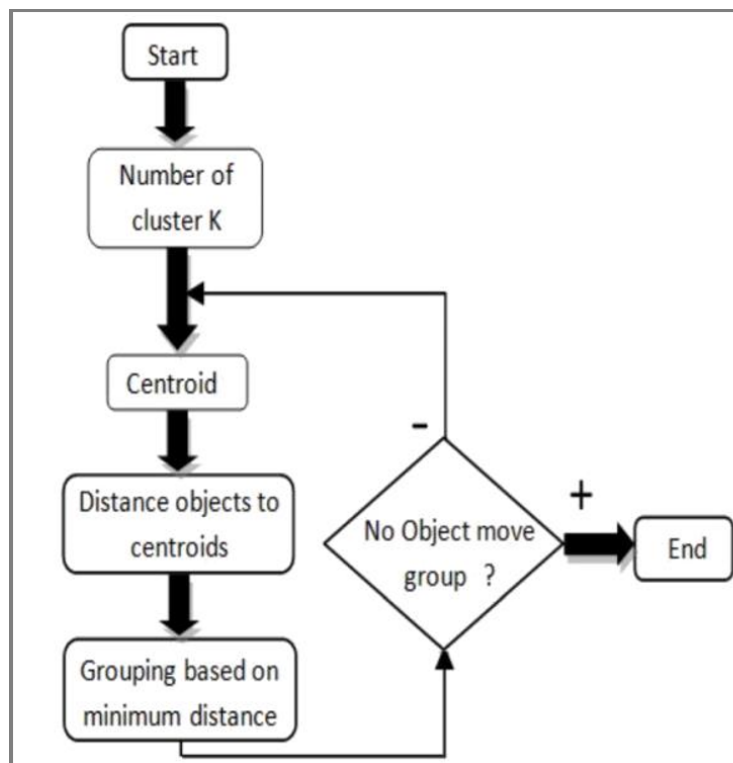 Start
Number of
cluster K
Centroid
Distance objects to
centroids
Grouping based on
minimum distance
-
No Object move
group ?
+
End